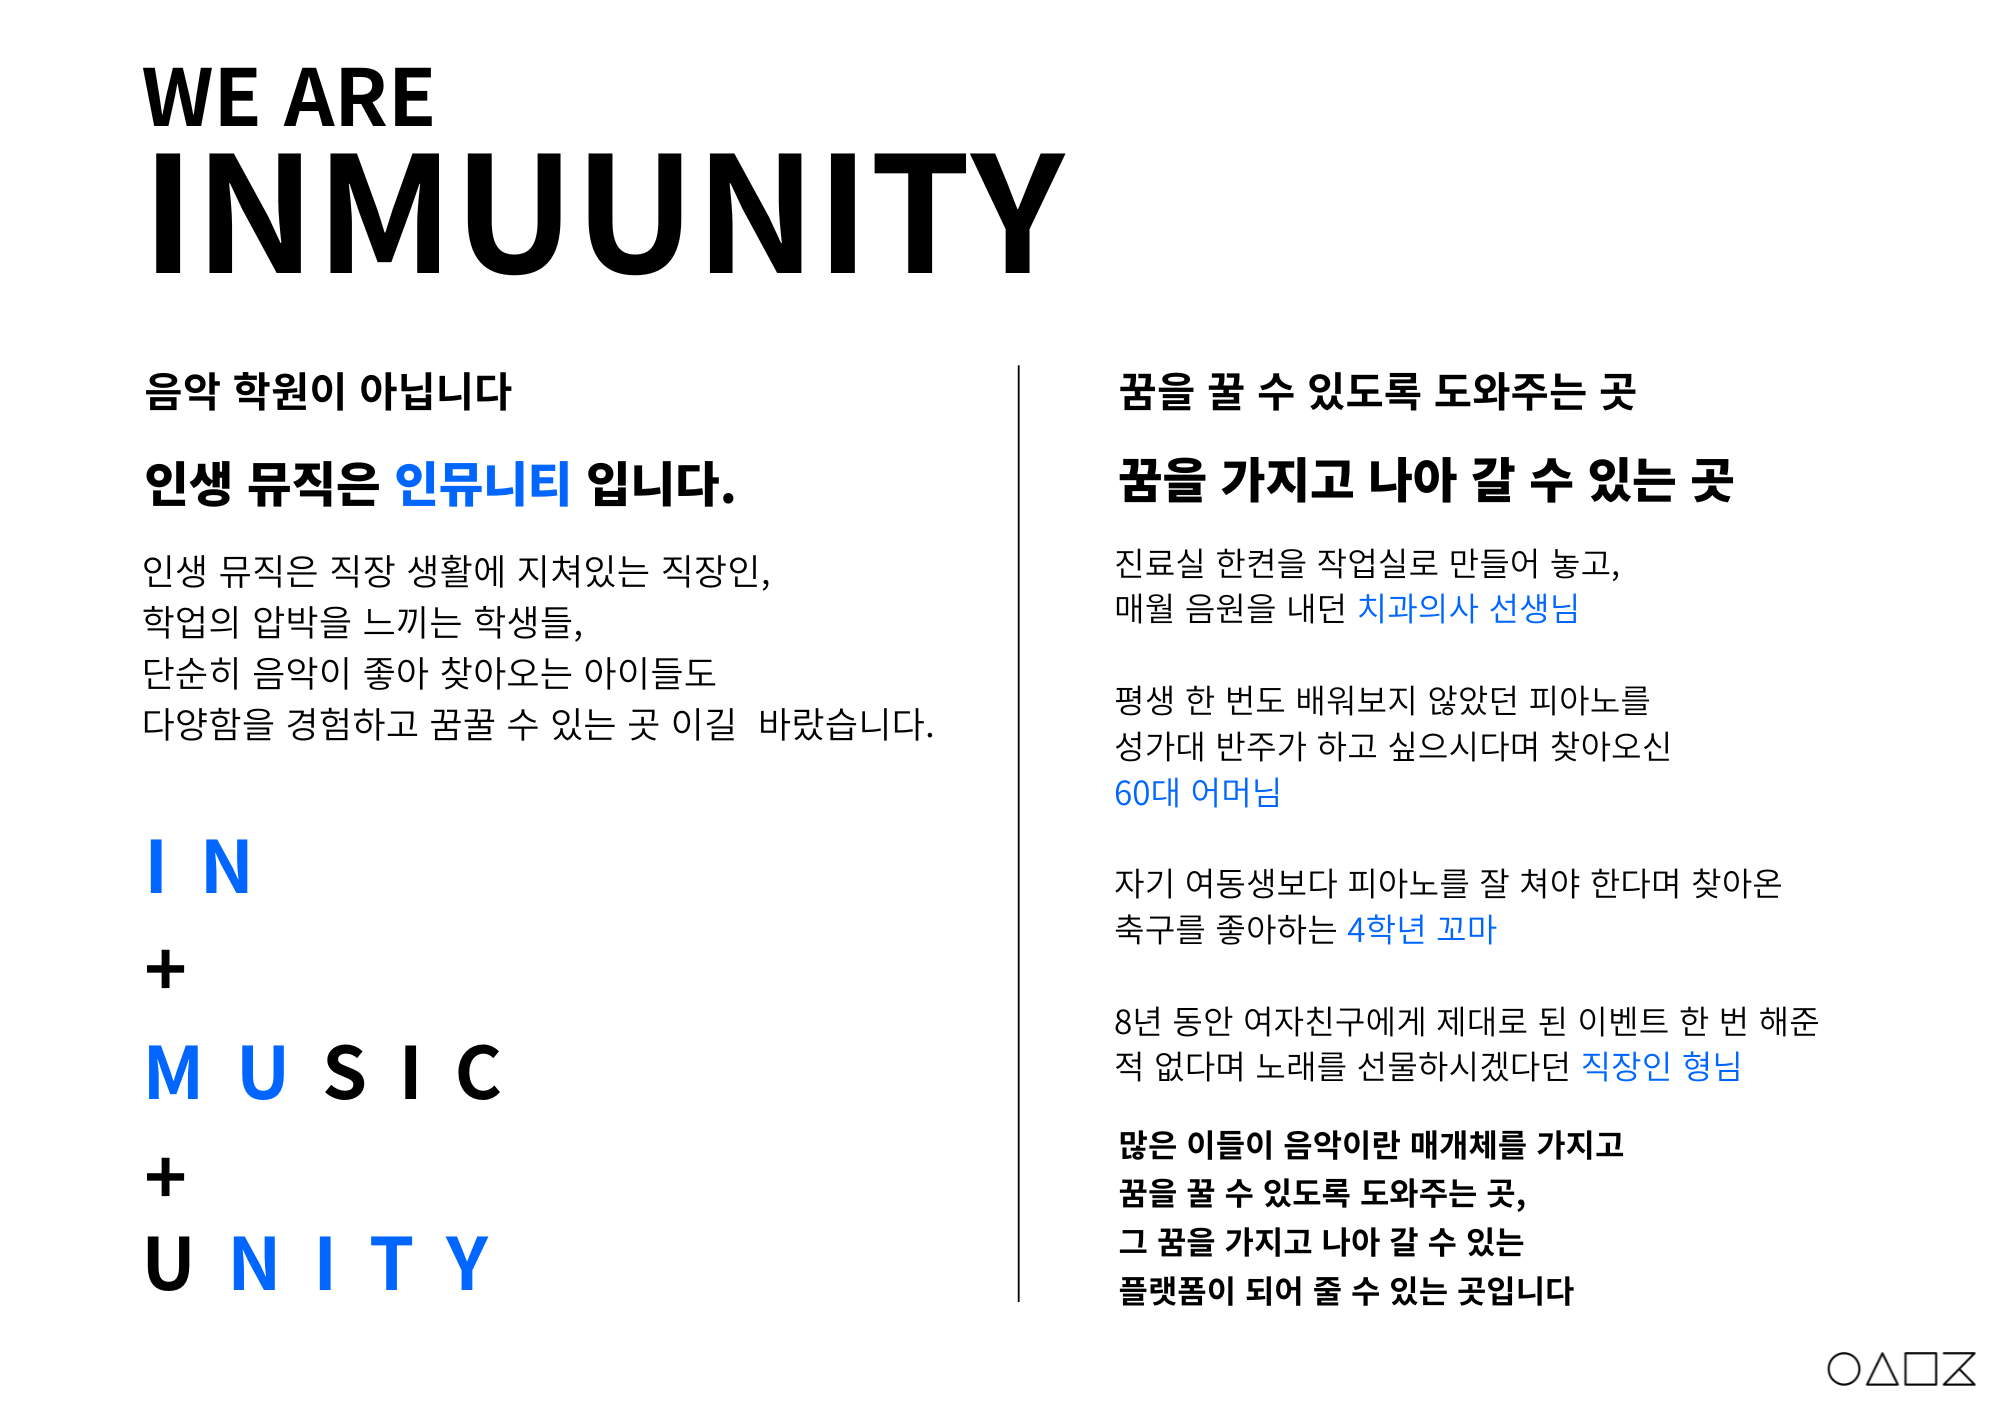 WE ARE
INMUUNITY
음악 학원이 아닙니다
인생 뮤직은 인뮤니티 입니다.
인생 뮤직은 직장 생활에 지쳐있는 직장인,
학업의 압박을 느끼는 학생들,
단순히 음악이 좋아 찾아오는 아이들도
다양함을 경험하고 꿈꿀 수 있는 곳 이길 바랐습니다.
I N
+
M U S I C
+
U N I T Y
꿈을 꿀 수 있도록 도와주는 곳
꿈을 가지고 나아 갈 수 있는 곳
진료실 한켠을 작업실로 만들어 놓고,
매월 음원을 내던 치과의사 선생님
평생 한 번도 배워보지 않았던 피아노를
성가대 반주가 하고 싶으시다며 찾아오신
60대 어머님
자기 여동생보다 피아노를 잘 쳐야 한다며 찾아온
축구를 좋아하는 4학년 꼬마
8년 동안 여자친구에게 제대로 된 이벤트 한 번 해준
적 없다며 노래를 선물하시겠다던 직장인 형님
많은 이들이 음악이란 매개체를 가지고
꿈을 꿀 수 있도록 도와주는 곳,
그 꿈을 가지고 나아 갈 수 있는
플랫폼이 되어 줄 수 있는 곳입니다